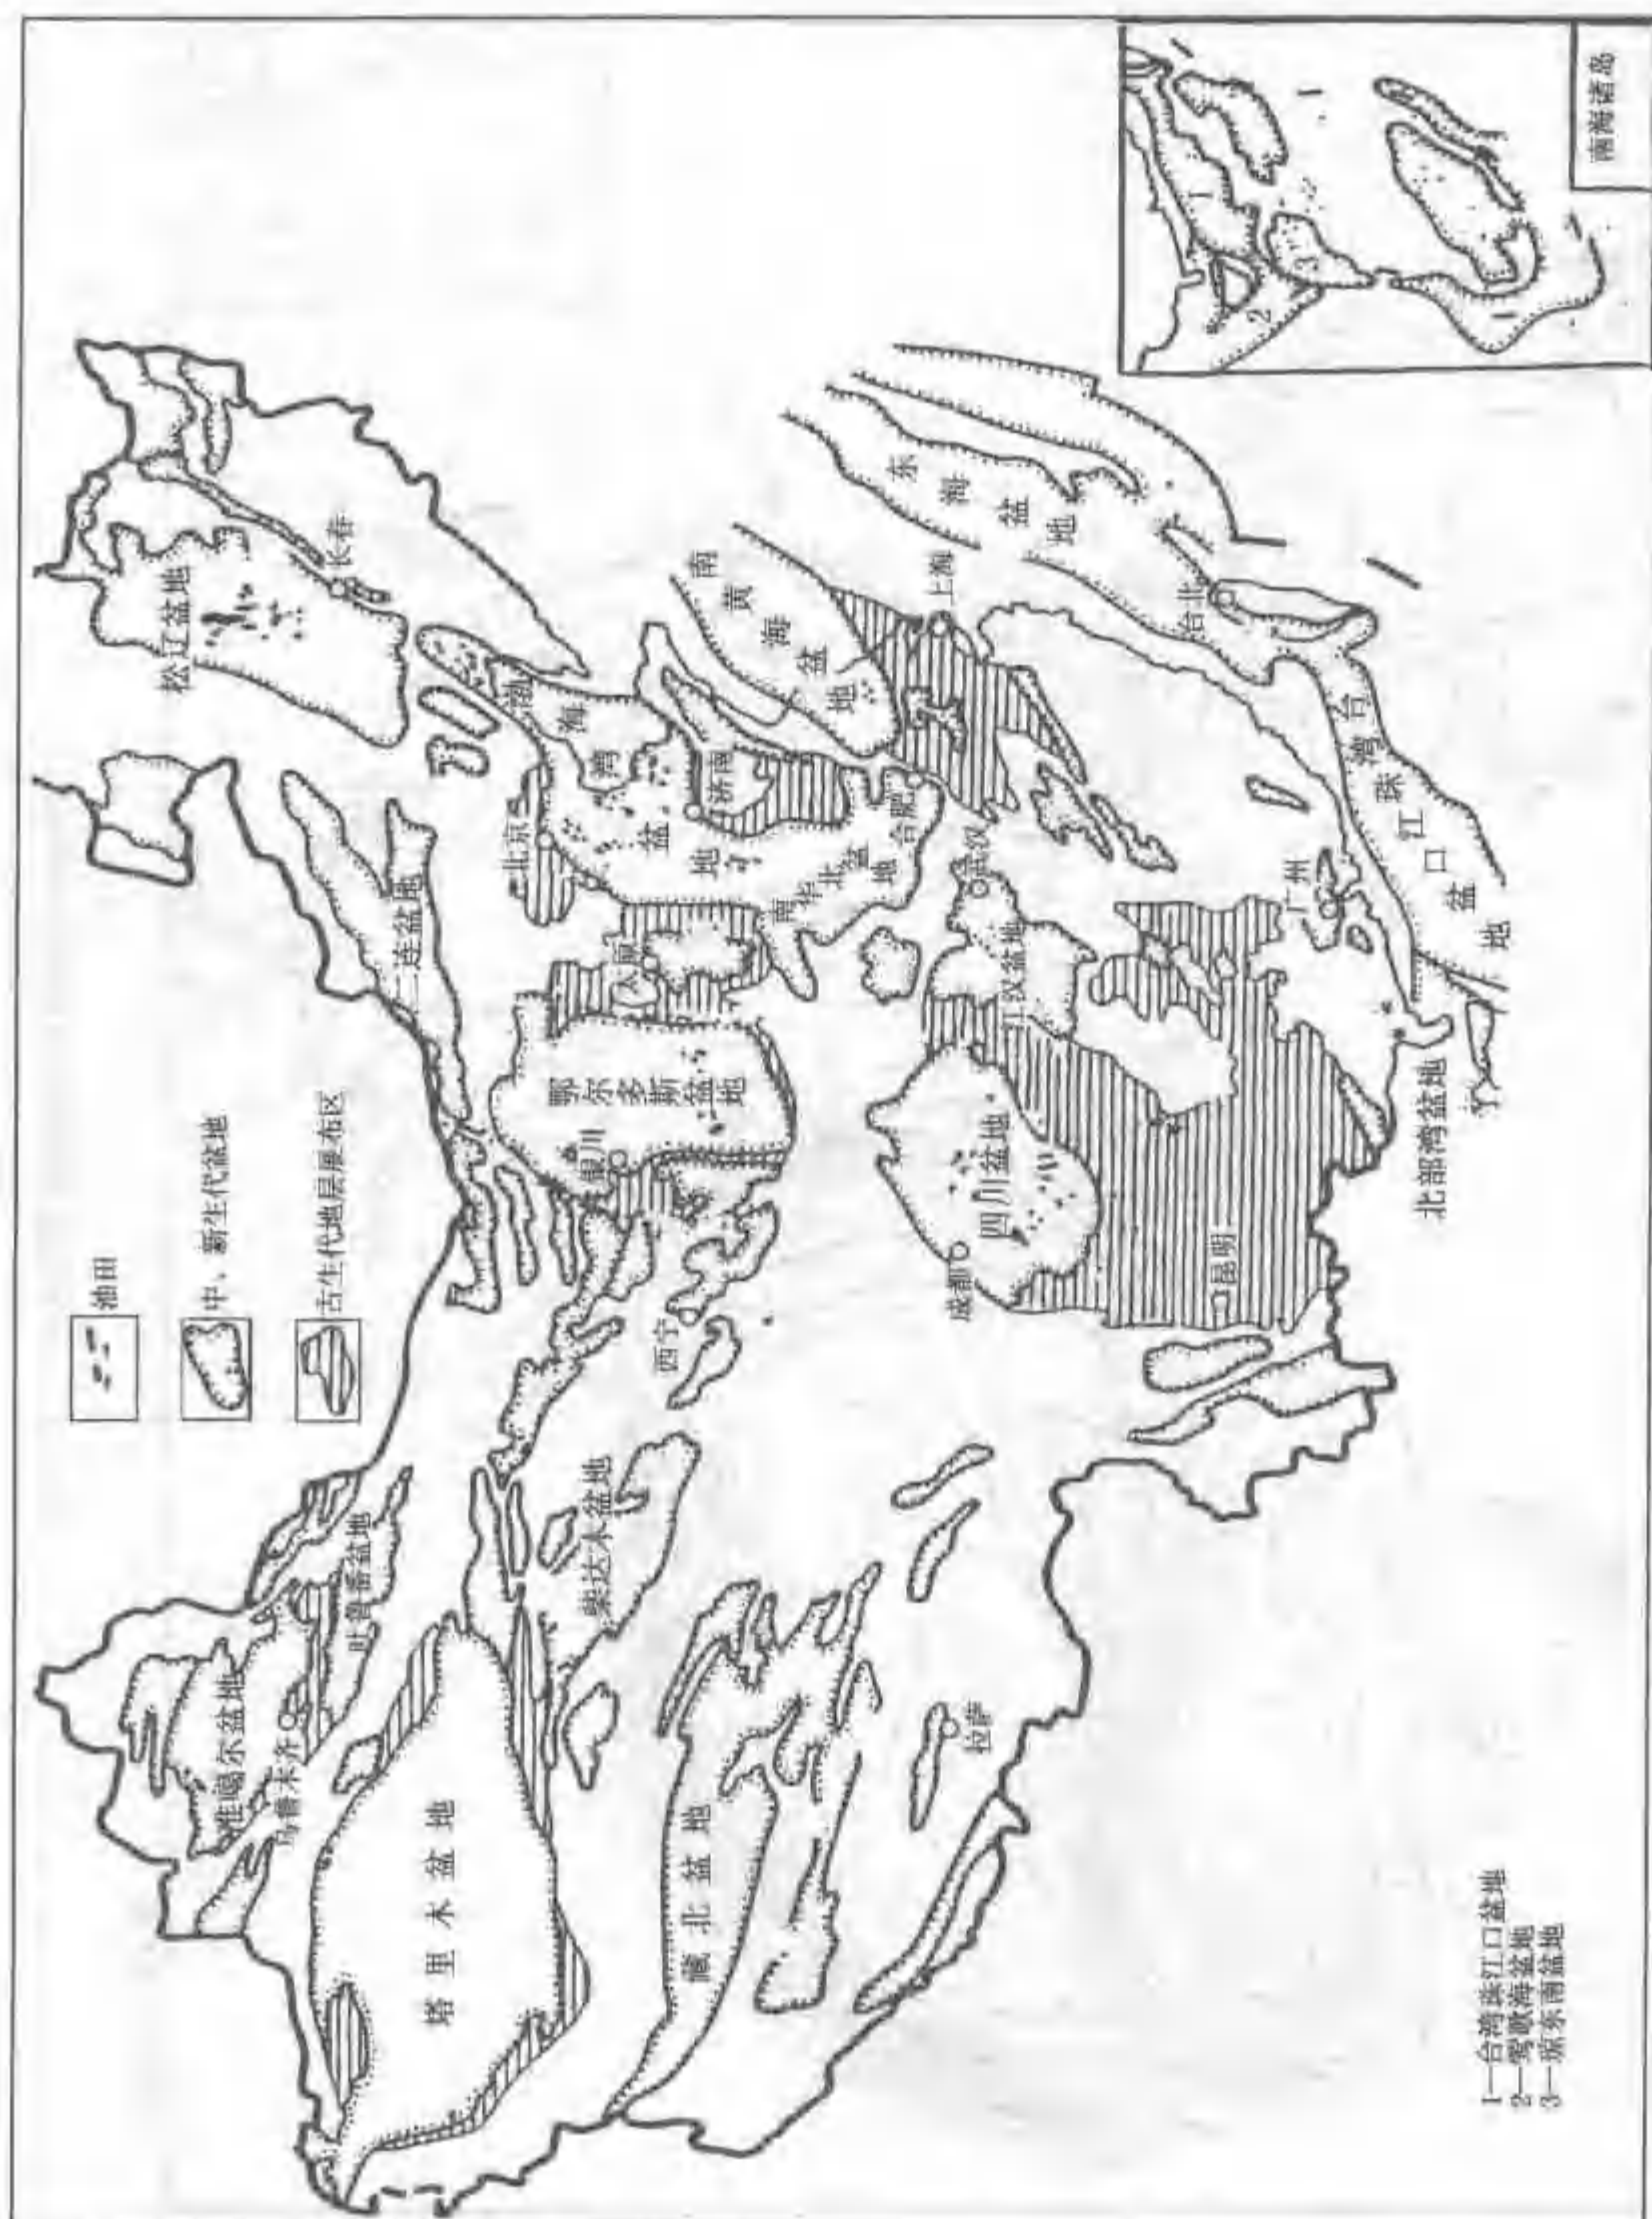 油田
中、新生代盆地
古生代地层展布区
松辽盆地
长春
二连盆地
准噶尔盆地
乌鲁木齐
吐鲁番盆地
塔里木盆地
柴达木盆地
西宁
藏北盆地
拉萨
银川
鄂尔多斯盆地
太原
北京
渤海湾盆地
济南
南华北盆地
合肥
南黄海盆地
上海
东海盆地
台北
武汉
江汉盆地
成都
四川盆地
昆明
广州
台湾珠江口盆地
北部湾盆地
南海诸岛
1
2
3
1
1—台湾珠江口盆地
2—莺歌海盆地
3—琼东南盆地